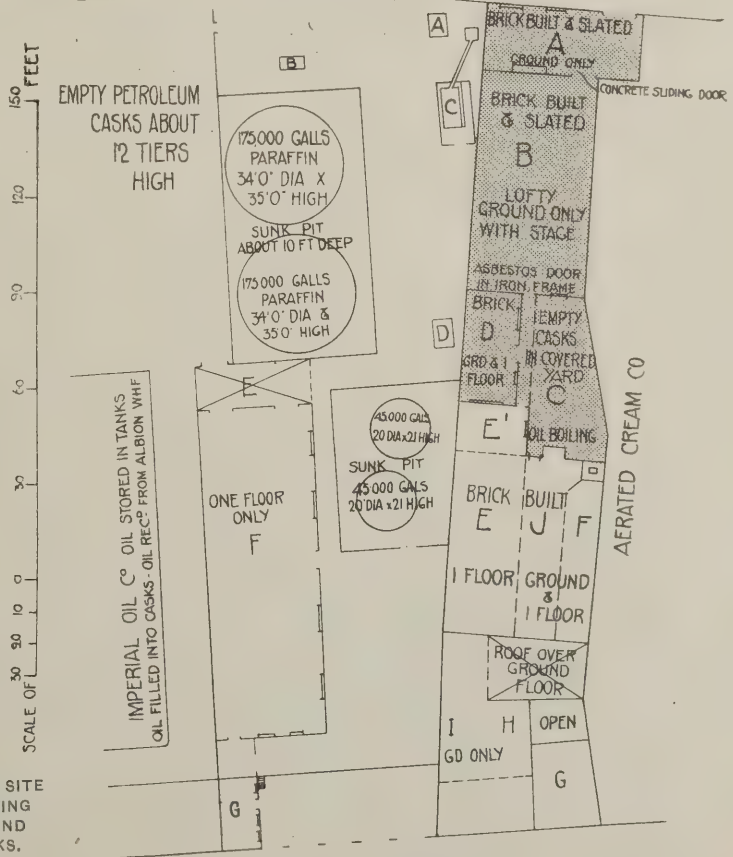 SCALE OF
30
20
10
0
30
60
90
120
150 FEET
EMPTY PETROLEUM
CASKS ABOUT
12 TIERS
HIGH
B
175,000 GALLS
PARAFFIN
34'0" DIA X
35'0" HIGH
SUNK PIT
ABOUT 10 FT DEEP
175000 GALLS
PARAFFIN
34'0" DIA &
35'0" HIGH
A
C
D
BRICK BUILT & SLATED
A
GROUND ONLY
CONCRETE SLIDING DOOR
BRICK BUILT
& SLATED
B
LOFTY
GROUND ONLY
WITH STAGE
ASBESTOS DOOR
IN IRON FRAME
BRICK
D
GRD & 1
FLOOR
EMPTY
CASKS
IN COVERED
YARD
C
OIL BOILING
AERATED CREAM CO
E
ONE FLOOR
ONLY
F
45000 GALS
20 DIA x 21 HIGH
SUNK PIT
45000 GALS
20' DIA x 21 HIGH
E'
BRICK BUILT
E J F
1 FLOOR
GROUND
&
1 FLOOR
IMPERIAL OIL Cº OIL STORED IN TANKS
OIL FILLED INTO CASKS - OIL RECD FROM ALBION WHF
ROOF OVER
GROUND
FLOOR
I H OPEN
GD ONLY
G
G
SITE
ING
ND
KS.